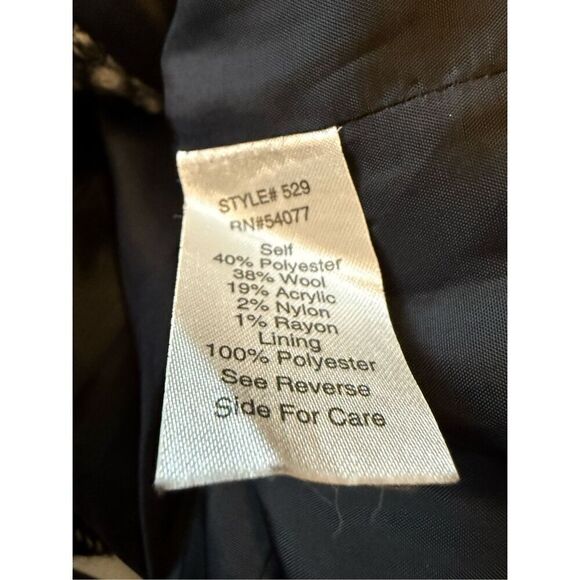 STYLE# 529
RN#54077
Self
40% Polyester
38% Wool
19% Acrylic
2% Nylon
1% Rayon
Lining
100% Polyester
See Reverse
Side For Care